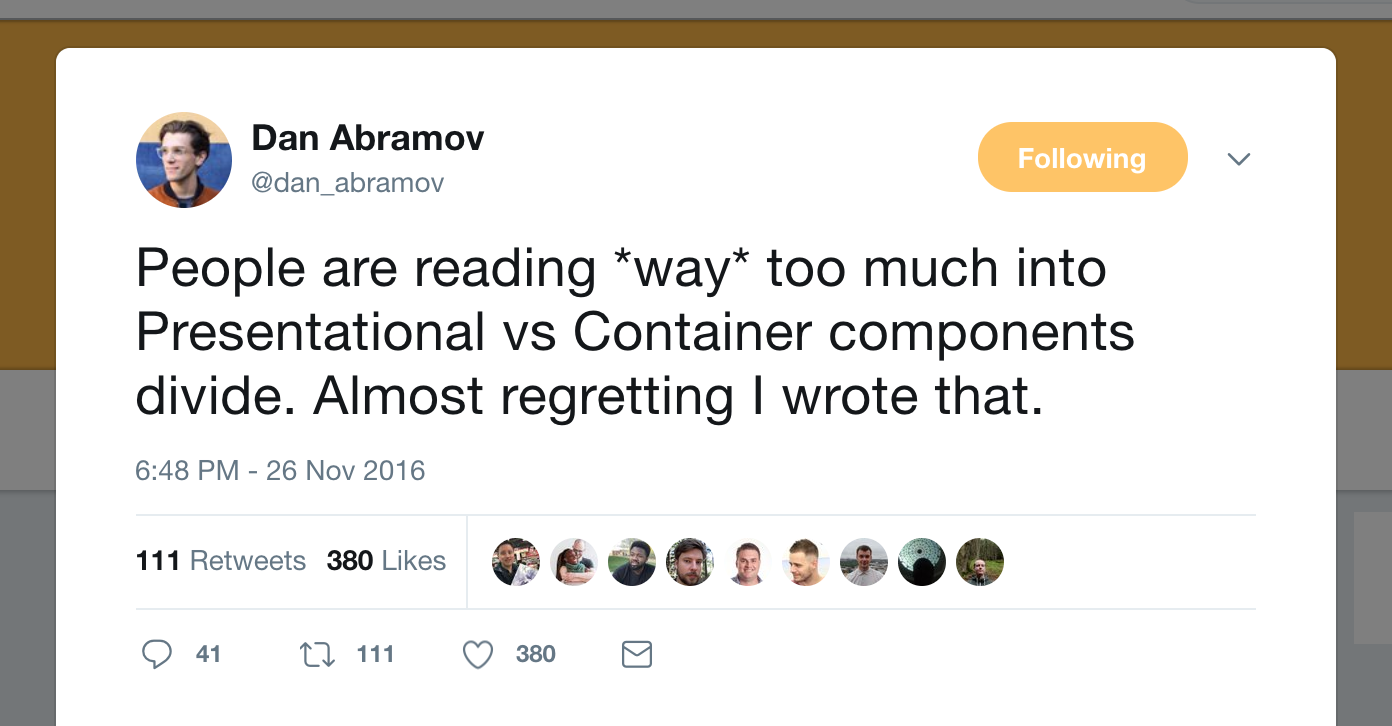 Dan Abramov
@dan_abramov
Following
People are reading *way* too much into
Presentational vs Container components
divide. Almost regretting I wrote that.
6:48 PM - 26 Nov 2016
111 Retweets 380 Likes
41 111 380